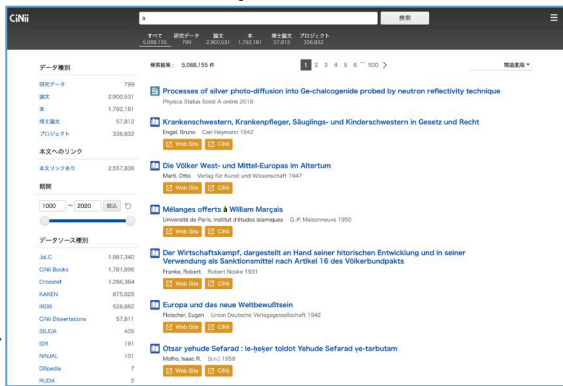 CiNii
a
検索
すべて 研究データ 論文 本 博士論文 プロジェクト
5,088,155 799 2,900,531 1,792,181 57,812 336,832
データ種別
研究データ 799
論文 2,900,531
本 1,792,181
博士論文 57,812
プロジェクト 336,832
本文へのリンク
本文リンクあり 2,557,836
期間
1000 ~ 2020 絞込
データソース種別
JaLC 1,987,340
CiNii Books 1,761,696
Crossref 1,286,384
KAKEN 875,026
IRDB 528,882
CiNii Dissertations 57,811
SSJDA 405
IDR 191
NINJAL 101
DBpedia 7
RUDA 2
検索結果: 5,088,155 件
1 2 3 4 5 6 … 500 >
関連度順
Processes of silver photo-diffusion into Ge-chalcogenide probed by neutron reflectivity technique
Physica Status Solidi A online 2016
Krankenschwestern, Krankenpfleger, Säuglings- und Kinderschwestern in Gesetz und Recht
Engel, Bruno Carl Heymann 1942
Web Site CiNii
Die Völker West- und Mittel-Europas im Altertum
Marti, Otto Verlag für Kunst und Wissenschaft 1947
Web Site CiNii
Mélanges offerts à William Marçais
Université de Paris. Institut d'études islamiques G.-P. Maisonneuve 1950
Web Site CiNii
Der Wirtschaftskampf, dargestellt an Hand seiner hitorischen Entwicklung und in seiner
Verwendung als Sanktionsmittel nach Artikel 16 des Völkerbundpakts
Franke, Robert Robert Noske 1931
Web Site CiNii
Europa und das neue Weltbewußtsein
Fleischer, Eugen Union Deutsche Verlagsgesellschaft 1942
Web Site CiNii
Otsar yehude Sefarad : le-ḥeḳer toldot Yehude Sefarad ṿe-tarbutam
Molho, Isaac R. [s.n.] 1959
Web Site CiNii